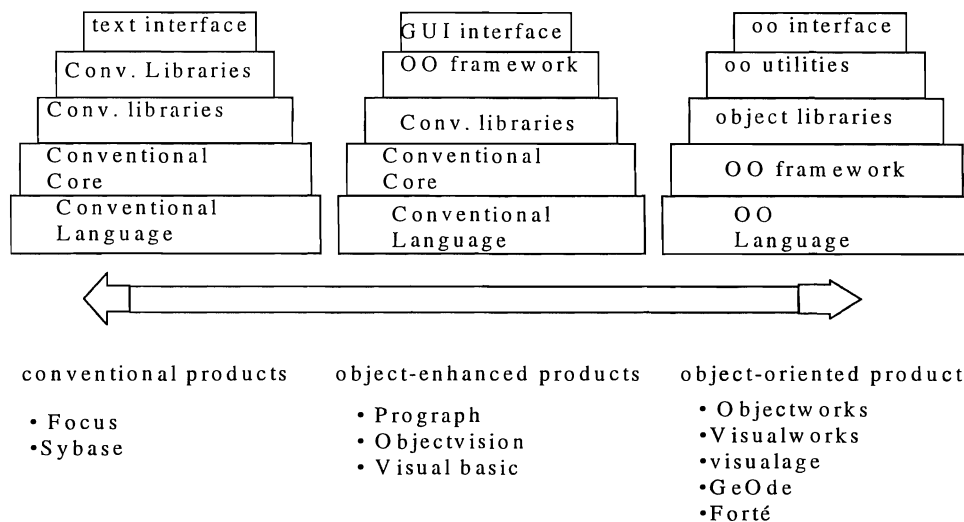 text interface
Conv. Libraries
Conv. libraries
Conventional
Core
Conventional
Language
GUI interface
OO framework
Conv. libraries
Conventional
Core
Conventional
Language
oo interface
oo utilities
object libraries
OO framework
OO
Language
conventional products
• Focus
•Sybase
object-enhanced products
• Prograph
• Objectvision
• Visual basic
object-oriented product
• Objectworks
•Visualworks
•visualage
•GeOde
•Forté